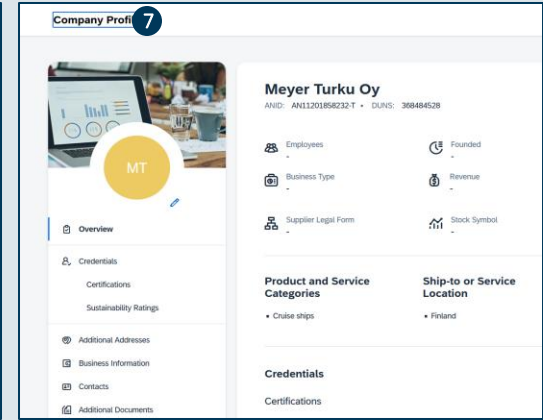 Company Profi
7
MT
Overview
Credentials
Certifications
Sustainability Ratings
Additional Addresses
Business Information
Contacts
Additional Documents
Meyer Turku Oy
ANID: AN11201858232-T • DUNS: 368484528
Employees
-
Founded
-
Business Type
-
Revenue
-
Supplier Legal Form
-
Stock Symbol
-
Product and Service
Categories
• Cruise ships
Ship-to or Service
Location
• Finland
Credentials
Certifications